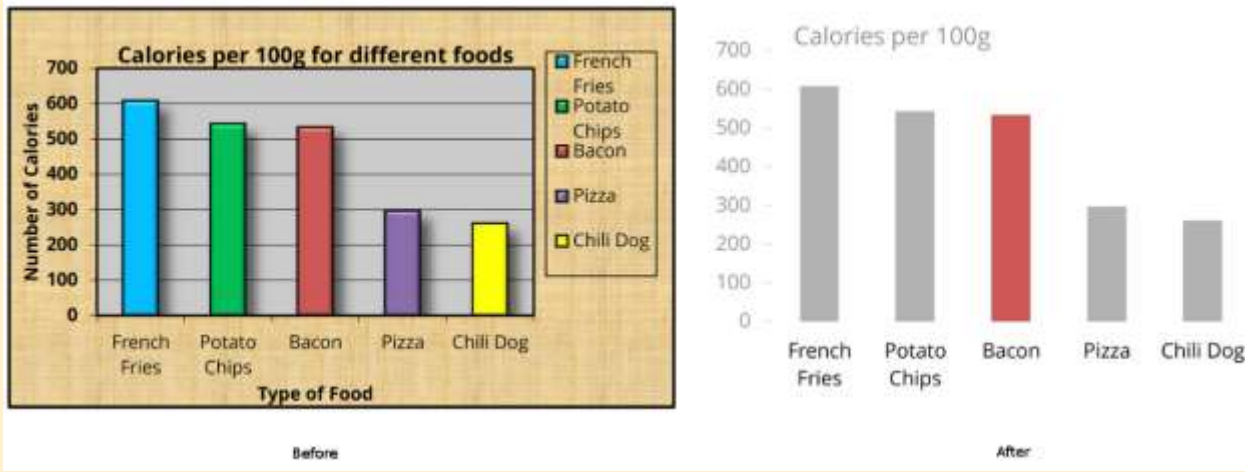 Calories per 100g for different foods
700
600
500
400
300
200
100
0
Number of Calories
French
Fries
Potato
Chips
Bacon
Pizza
Chili Dog
Type of Food
French
Fries
Potato
Chips
Bacon
Pizza
Chili Dog
Before
Calories per 100g
700
600
500
400
300
200
100
0
French
Fries
Potato
Chips
Bacon
Pizza
Chili Dog
After